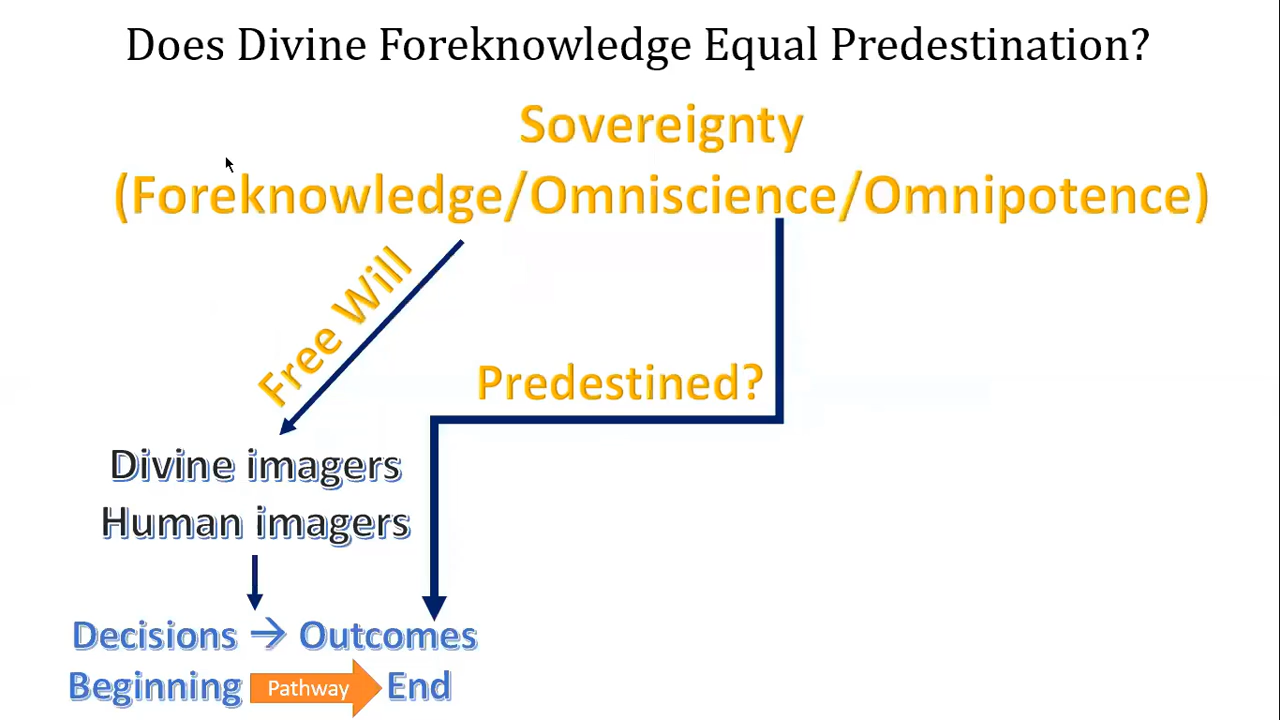 Does Divine Foreknowledge Equal Predestination?
Sovereignty
(Foreknowledge/Omniscience/Omnipotence)
Free Will
Predestined?
Divine imagers
Human imagers
Decisions → Outcomes
Beginning Pathway End